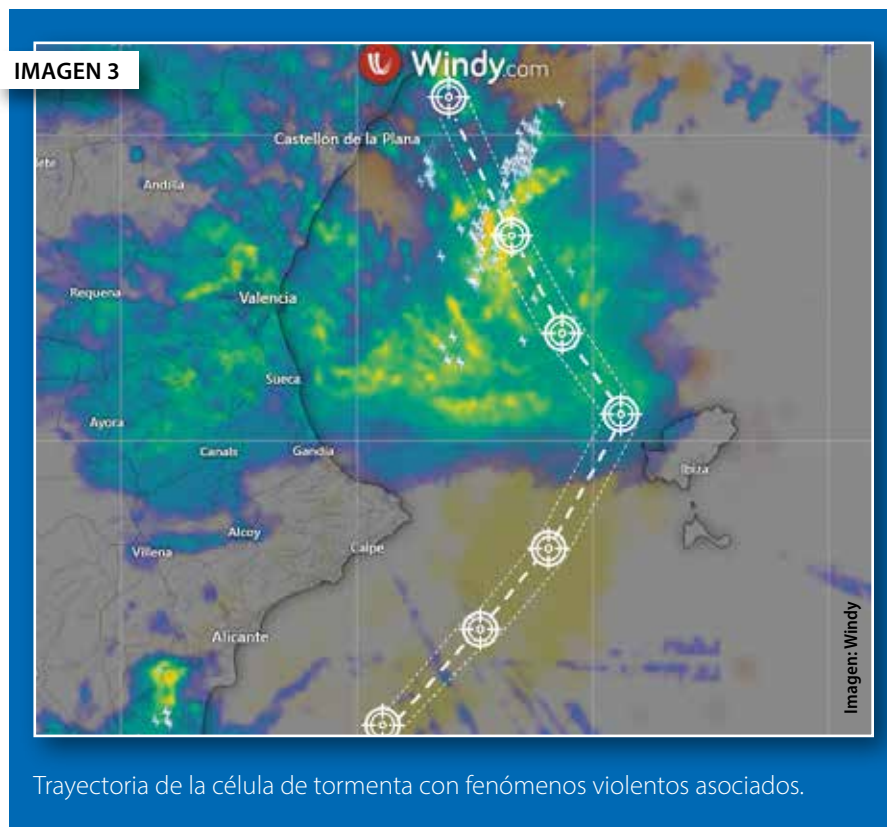 IMAGEN 3
Windy.com
Castellón de la Plana
Andilla
Requena
Valencia
Sueca
Ayora
Canals
Gandia
Ibiza
Alcoy
Villena
Calpe
Alicante
Imagen: Windy
Trayectoria de la célula de tormenta con fenómenos violentos asociados.